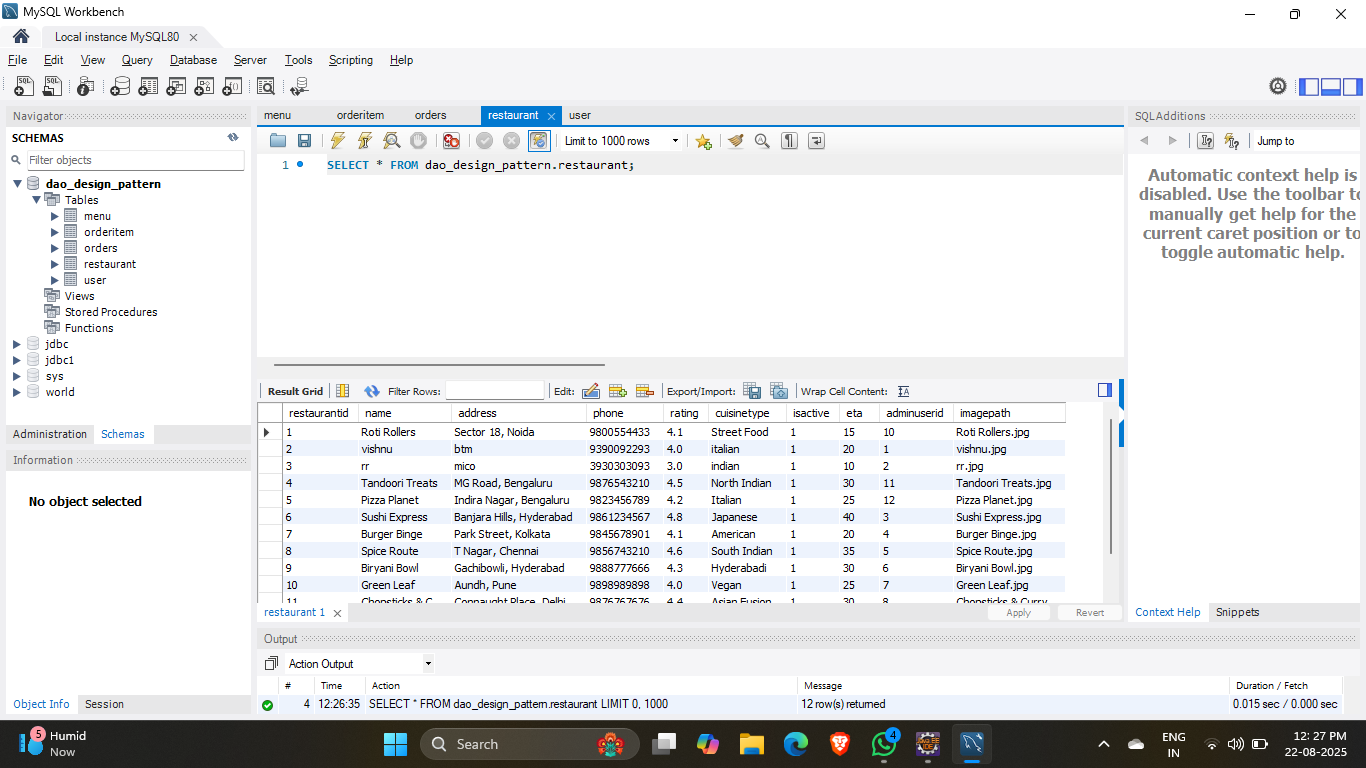 MySQL Workbench
Local instance MySQL80
File Edit View Query Database Server Tools Scripting Help
Navigator
SCHEMAS
Filter objects
dao_design_pattern
Tables
menu
orderitem
orders
restaurant
user
Views
Stored Procedures
Functions
jdbc
jdbc1
sys
world
Administration Schemas
Information
No object selected
Object Info Session
menu orderitem orders restaurant user
Limit to 1000 rows
1 SELECT * FROM dao_design_pattern.restaurant;
Result Grid Filter Rows: Edit: Export/Import: Wrap Cell Content:
restaurantid name address phone rating cuisinetype isactive eta adminuserid imagepath
1 Roti Rollers Sector 18, Noida 9800554433 4.1 Street Food 1 15 10 Roti Rollers.jpg
2 vishnu btm 9390092293 4.0 italian 1 20 1 vishnu.jpg
3 rr mico 3930303093 3.0 indian 1 10 2 rr.jpg
4 Tandoori Treats MG Road, Bengaluru 9876543210 4.5 North Indian 1 30 11 Tandoori Treats.jpg
5 Pizza Planet Indira Nagar, Bengaluru 9823456789 4.2 Italian 1 25 12 Pizza Planet.jpg
6 Sushi Express Banjara Hills, Hyderabad 9861234567 4.8 Japanese 1 40 3 Sushi Express.jpg
7 Burger Binge Park Street, Kolkata 9845678901 4.1 American 1 20 4 Burger Binge.jpg
8 Spice Route T Nagar, Chennai 9856743210 4.6 South Indian 1 35 5 Spice Route.jpg
9 Biryani Bowl Gachibowli, Hyderabad 9888777666 4.3 Hyderabadi 1 30 6 Biryani Bowl.jpg
10 Green Leaf Aundh, Pune 9898989898 4.0 Vegan 1 25 7 Green Leaf.jpg
11 Chopsticks & C... Connaught Place, Delhi 9876767676 4.4 Asian Fusion 1 30 8 Chopsticks & Curry
restaurant 1
Apply Revert
SQLAdditions
Jump to
Automatic context help is
disabled. Use the toolbar to
manually get help for the
current caret position or to
toggle automatic help.
Context Help Snippets
Output
Action Output
# Time Action Message Duration / Fetch
4 12:26:35 SELECT * FROM dao_design_pattern.restaurant LIMIT 0, 1000 12 row(s) returned 0.015 sec / 0.000 sec
5 Humid
Now
Search
4
ENG
IN
12:27 PM
22-08-2025